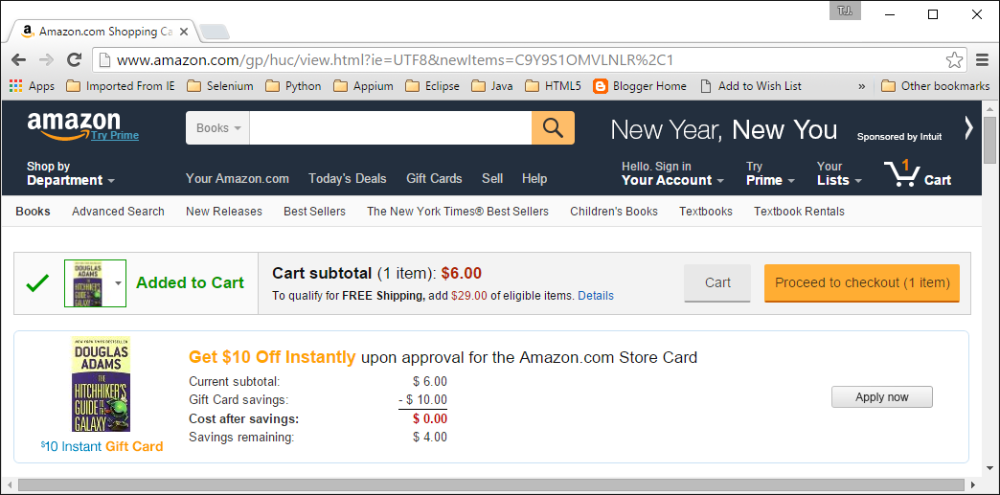 T.J.
Amazon.com Shopping Ca
www.amazon.com/gp/huc/view.html?ie=UTF8&newItems=C9Y9S1OMVLNLR%2C1
Apps Imported From IE Selenium Python Appium Eclipse Java HTML5 Blogger Home Add to Wish List » Other bookmarks
amazon
Try Prime
Books
New Year, New You
Sponsored by Intuit
Shop by
Department
Your Amazon.com Today's Deals Gift Cards Sell Help
Hello. Sign in
Your Account
Try
Prime
Your
Lists
1
Cart
Books Advanced Search New Releases Best Sellers The New York Times® Best Sellers Children's Books Textbooks Textbook Rentals
DOUGLAS
ADAMS
THE
HITCHHIKER'S
GUIDE TO THE
GALAXY
Added to Cart
Cart subtotal (1 item): $6.00
To qualify for FREE Shipping, add $29.00 of eligible items. Details
Cart
Proceed to checkout (1 item)
NEW YORK TIMES BESTSELLER
DOUGLAS
ADAMS
THE
HITCHHIKER'S
GUIDE TO THE
GALAXY
$10 Instant Gift Card
Get $10 Off Instantly upon approval for the Amazon.com Store Card
Current subtotal: $ 6.00
Gift Card savings: - $ 10.00
Cost after savings: $ 0.00
Savings remaining: $ 4.00
Apply now